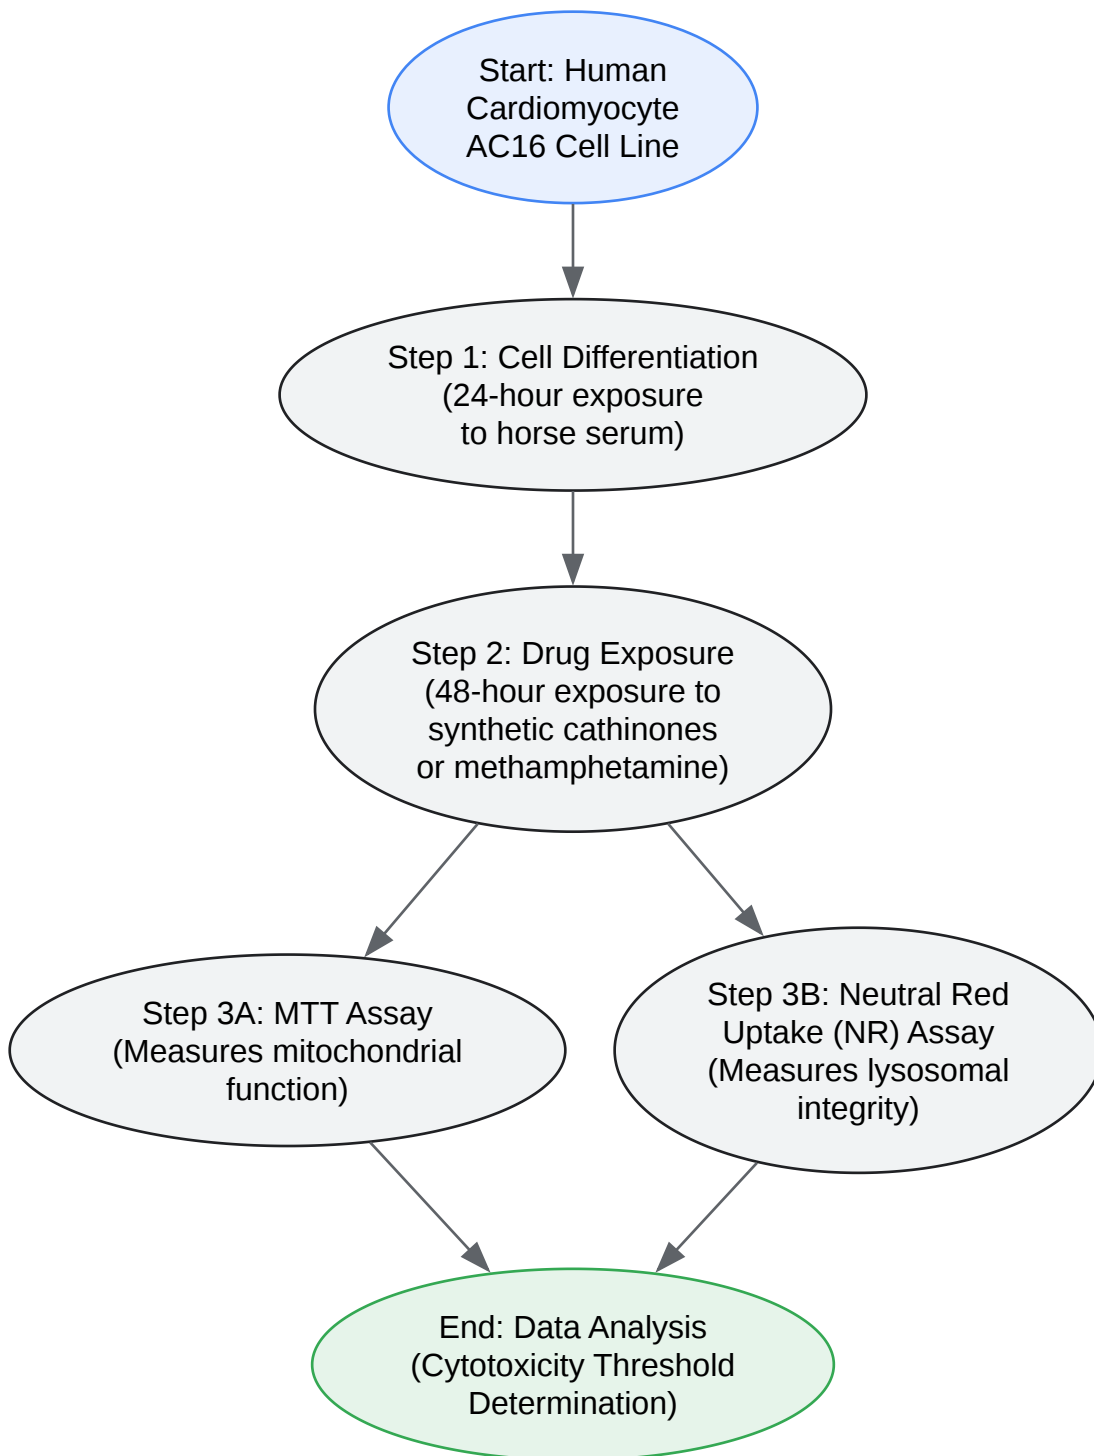 Start: Human
Cardiomyocyte
AC16 Cell Line
Step 1: Cell Differentiation
(24-hour exposure
to horse serum)
Step 2: Drug Exposure
(48-hour exposure to
synthetic cathinones
or methamphetamine)
Step 3A: MTT Assay
(Measures mitochondrial
function)
Step 3B: Neutral Red
Uptake (NR) Assay
(Measures lysosomal
integrity)
End: Data Analysis
(Cytotoxicity Threshold
Determination)